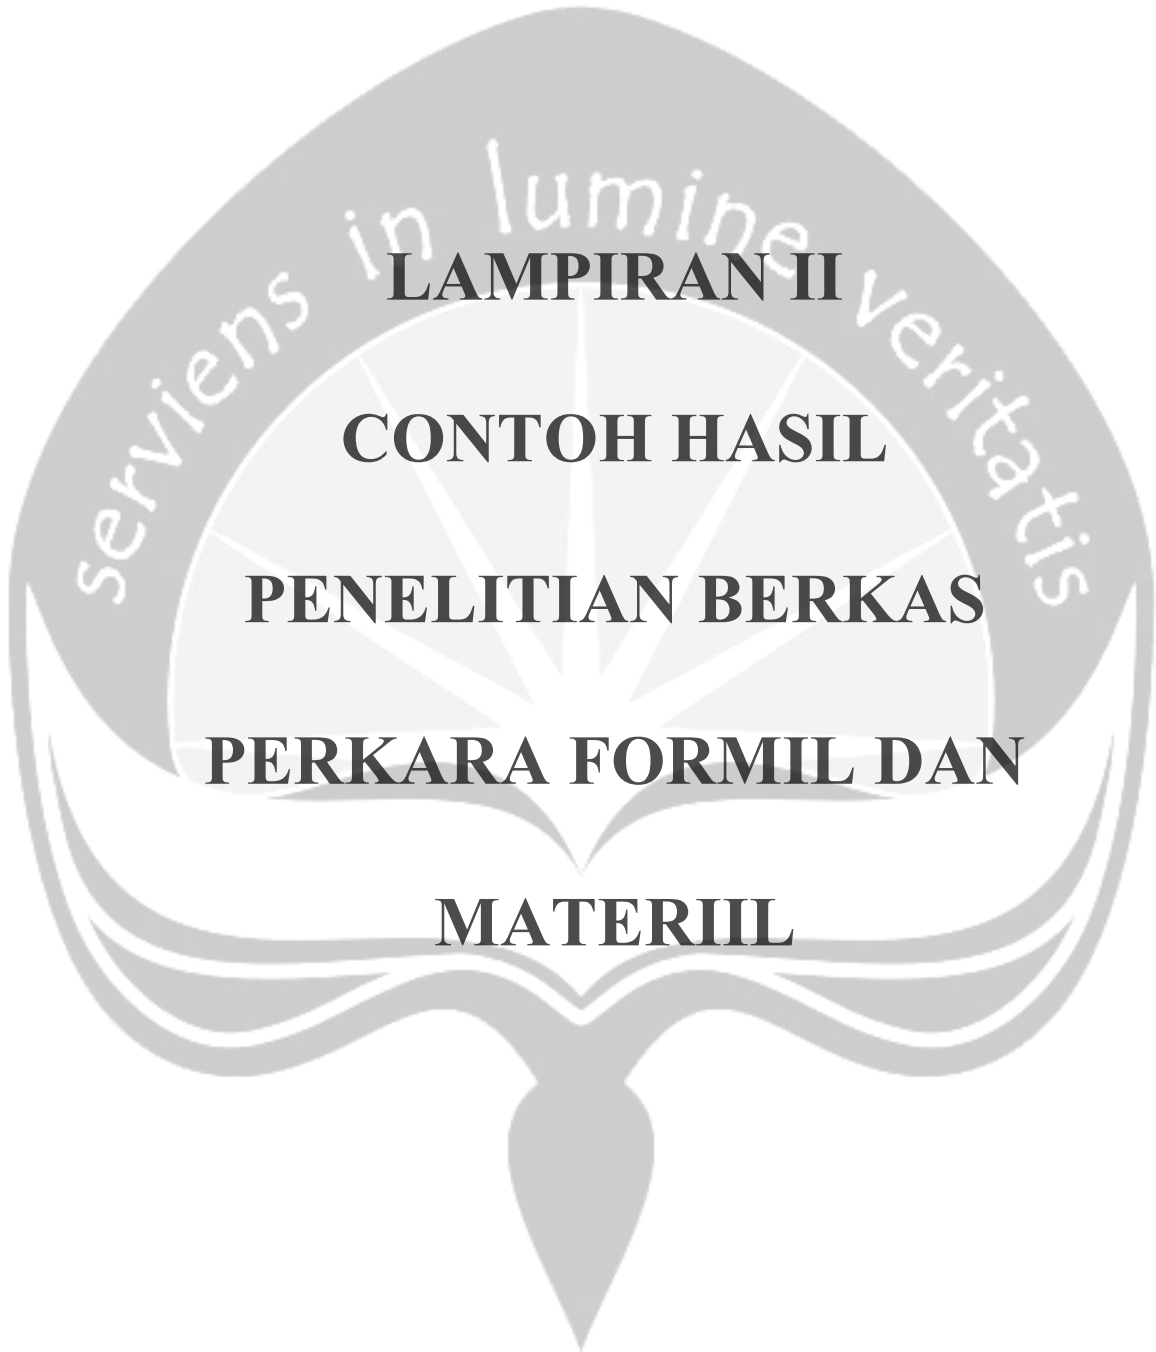 serviens in lumine veritatis
LAMPIRAN II
CONTOH HASIL
PENELITIAN BERKAS
PERKARA FORMIL DAN
MATERIIL